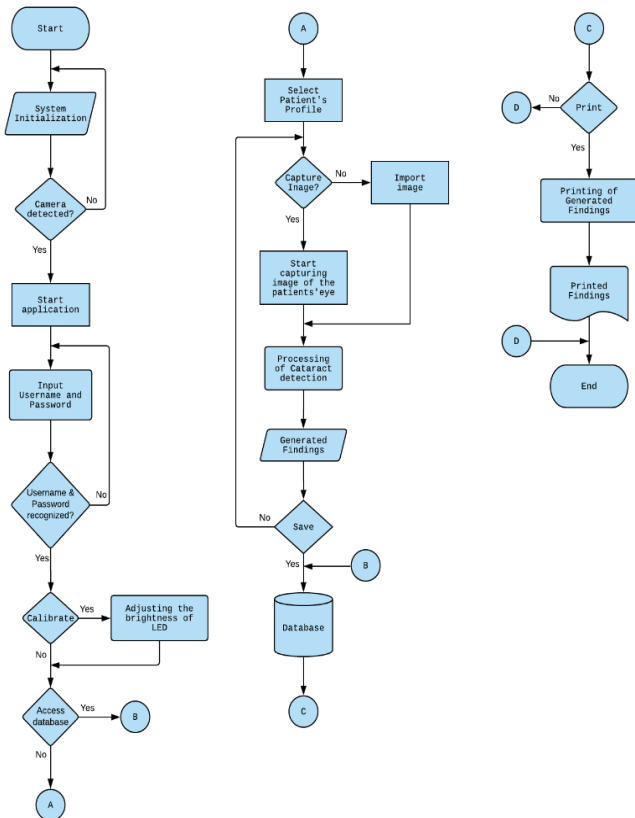 Start
System
Initialization
Camera
detected?
No
Yes
Start
application
Input
Username and
Password
Username &
Password
recognized?
No
Yes
Calibrate
Yes
Adjusting the
brightness of
LED
No
Access
database
Yes
B
No
A
A
Select
Patient's
Profile
Capture
Inage?
No
Import
image
Yes
Start
capturing
image of the
patients'eye
Processing
of Cataract
detection
Generated
Findings
Save
No
Yes
B
Database
C
C
Print
No
D
Yes
Printing of
Generated
Findings
Printed
Findings
D
End